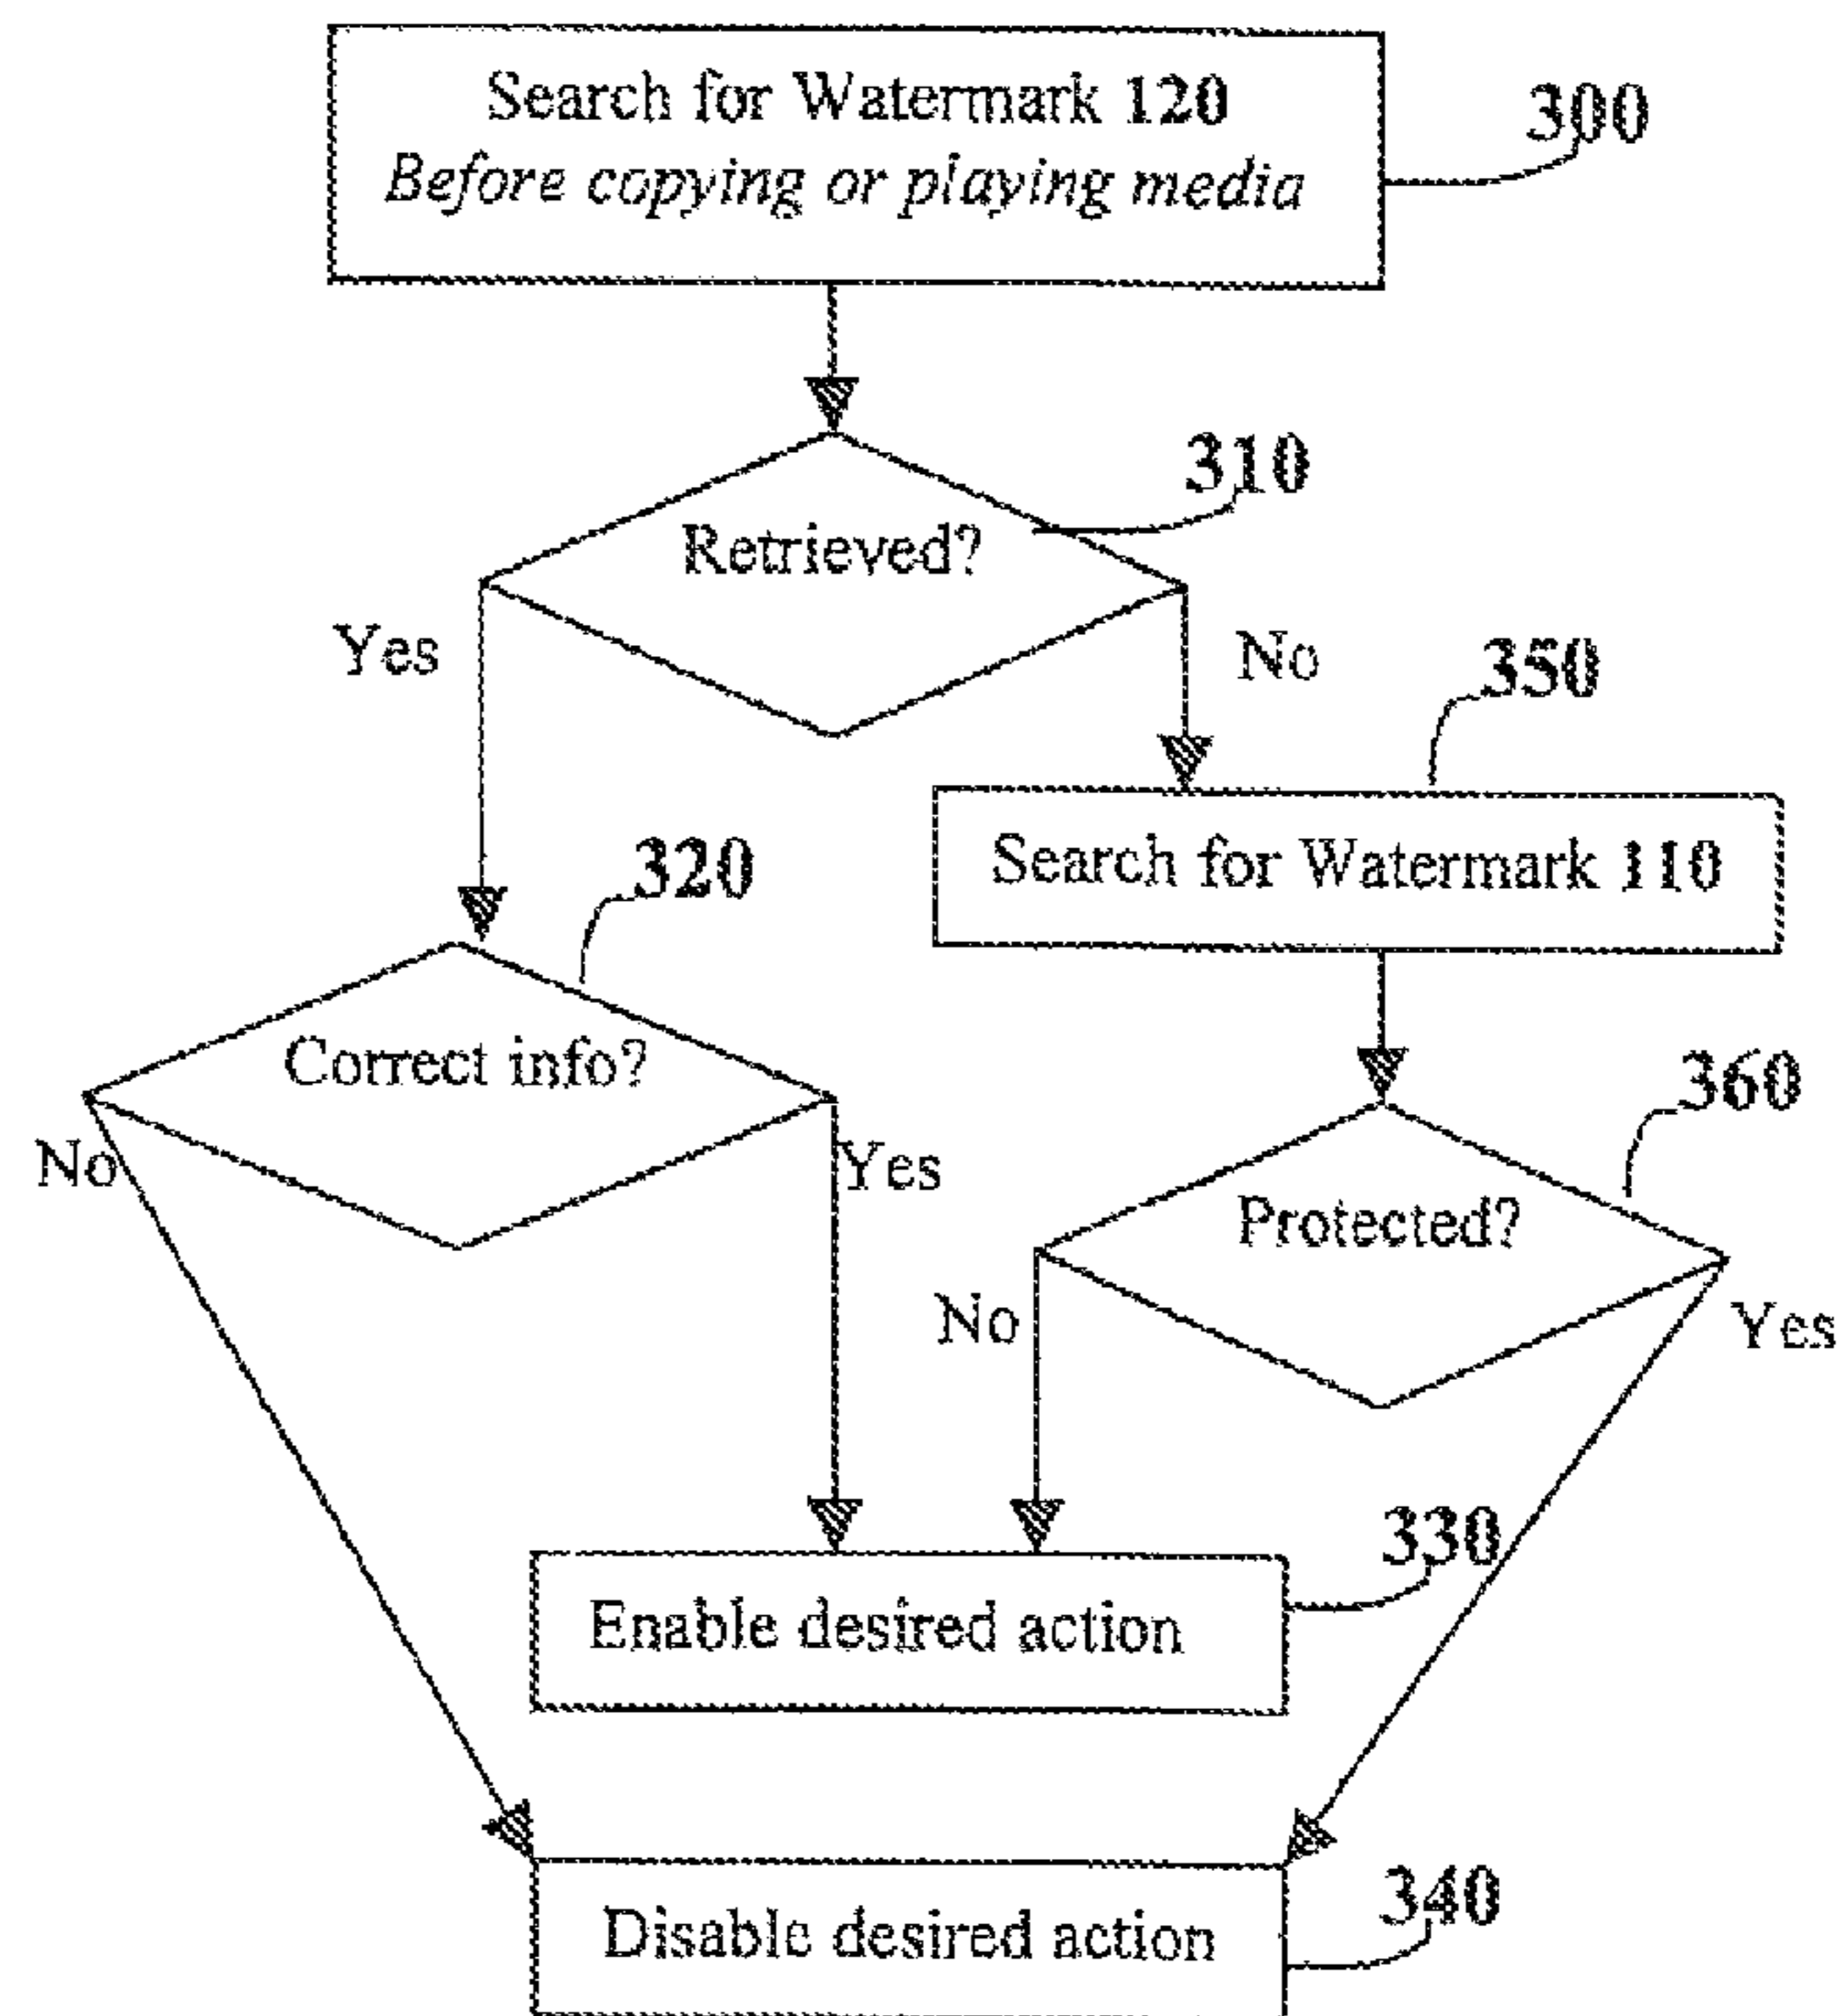 Search for Watermark 120
Before copying or playing media
300
310
Retrieved?
Yes
No
350
Search for Watermark 110
320
Correct info?
No
Yes
360
Protected?
No
Yes
330
Enable desired action
340
Disable desired action